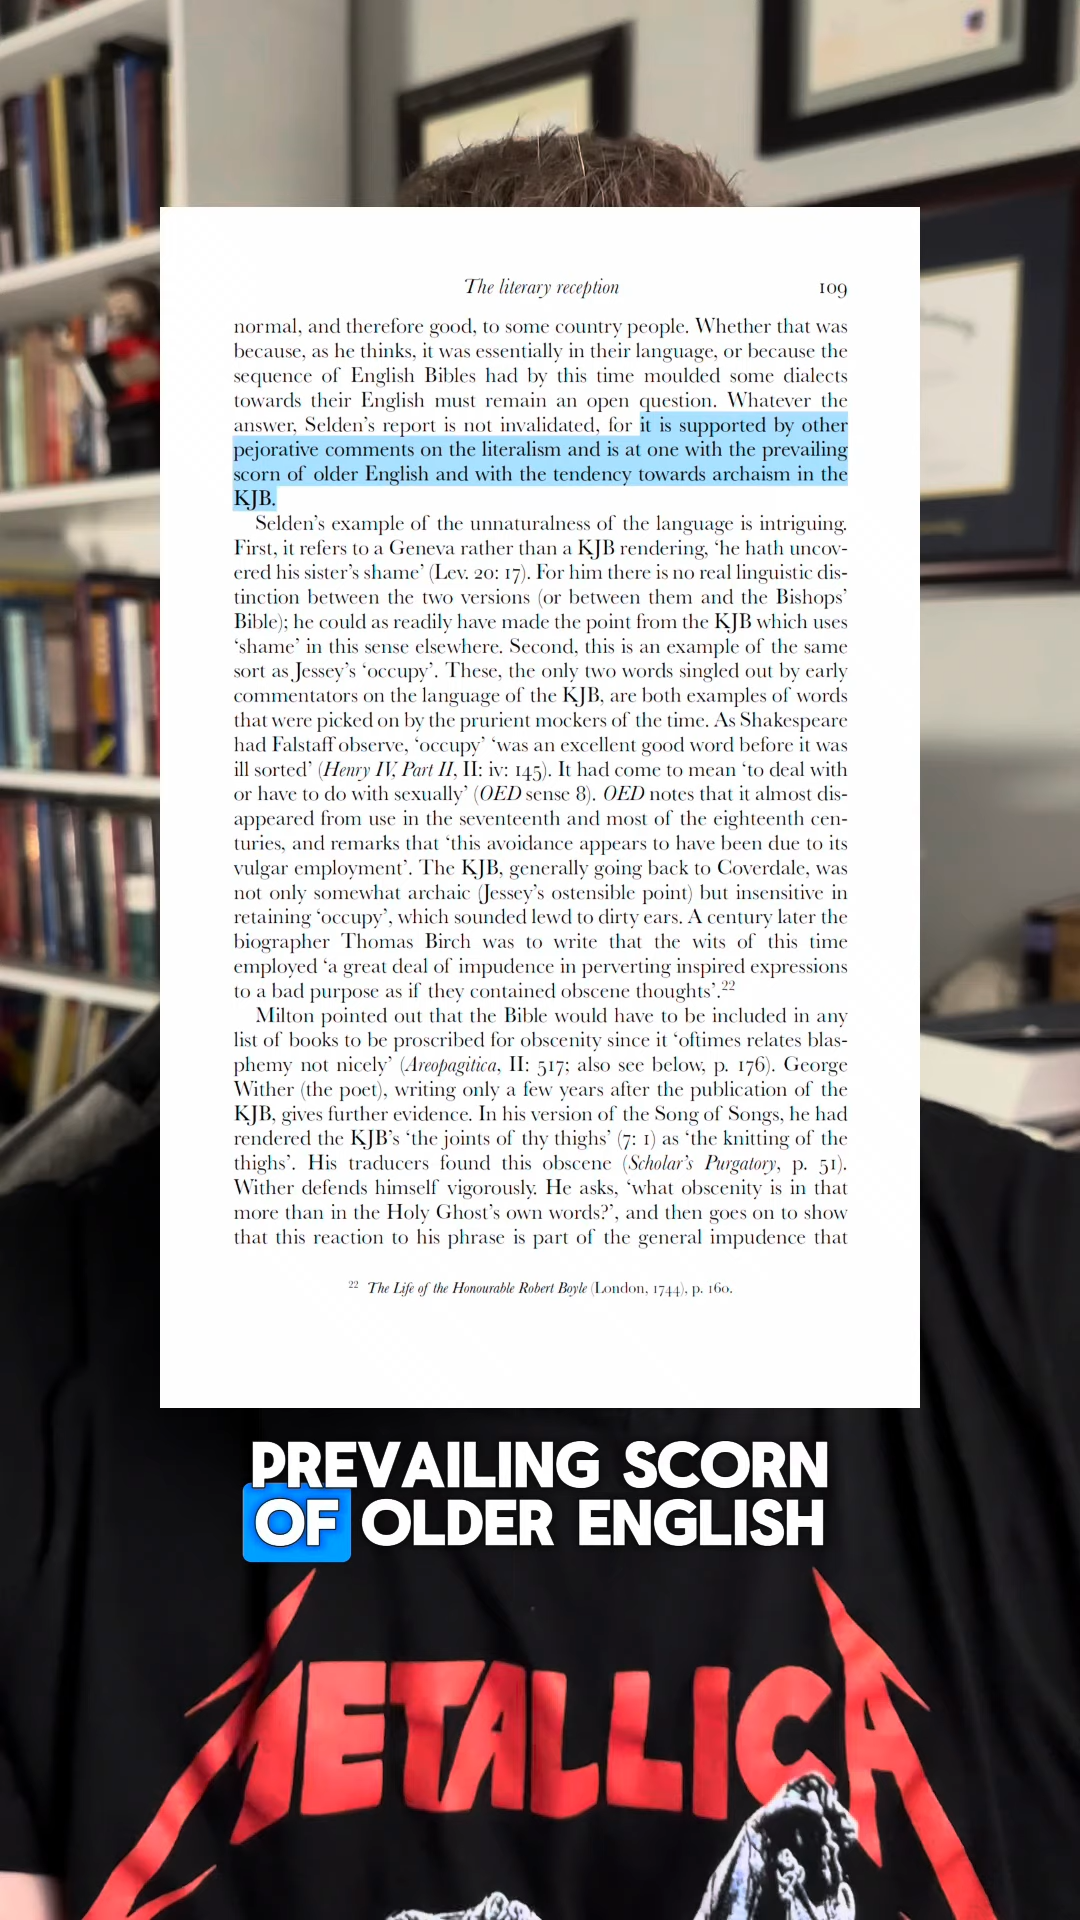 The literary reception 109
normal, and therefore good, to some country people. Whether that was
because, as he thinks, it was essentially in their language, or because the
sequence of English Bibles had by this time moulded some dialects
towards their English must remain an open question. Whatever the
answer, Selden’s report is not invalidated, for it is supported by other
pejorative comments on the literalism and is at one with the prevailing
scorn of older English and with the tendency towards archaism in the
KJB.
Selden’s example of the unnaturalness of the language is intriguing.
First, it refers to a Geneva rather than a KJB rendering, ‘he hath uncov-
ered his sister’s shame’ (Lev. 20: 17). For him there is no real linguistic dis-
tinction between the two versions (or between them and the Bishops’
Bible); he could as readily have made the point from the KJB which uses
‘shame’ in this sense elsewhere. Second, this is an example of the same
sort as Jessey’s ‘occupy’. These, the only two words singled out by early
commentators on the language of the KJB, are both examples of words
that were picked on by the prurient mockers of the time. As Shakespeare
had Falstaff observe, ‘occupy’ ‘was an excellent good word before it was
ill sorted’ (Henry IV, Part II, II: iv: 145). It had come to mean ‘to deal with
or have to do with sexually’ (OED sense 8). OED notes that it almost dis-
appeared from use in the seventeenth and most of the eighteenth cen-
turies, and remarks that ‘this avoidance appears to have been due to its
vulgar employment’. The KJB, generally going back to Coverdale, was
not only somewhat archaic (Jessey’s ostensible point) but insensitive in
retaining ‘occupy’, which sounded lewd to dirty ears. A century later the
biographer Thomas Birch was to write that the wits of this time
employed ‘a great deal of impudence in perverting inspired expressions
to a bad purpose as if they contained obscene thoughts’.22
Milton pointed out that the Bible would have to be included in any
list of books to be proscribed for obscenity since it ‘oftimes relates blas-
phemy not nicely’ (Areopagitica, II: 517; also see below, p. 176). George
Wither (the poet), writing only a few years after the publication of the
KJB, gives further evidence. In his version of the Song of Songs, he had
rendered the KJB’s ‘the joints of thy thighs’ (7: 1) as ‘the knitting of the
thighs’. His traducers found this obscene (Scholar’s Purgatory, p. 51).
Wither defends himself vigorously. He asks, ‘what obscenity is in that
more than in the Holy Ghost’s own words?’, and then goes on to show
that this reaction to his phrase is part of the general impudence that
22 The Life of the Honourable Robert Boyle (London, 1744), p. 160.
PREVAILING SCORN
OF OLDER ENGLISH
METALLICA